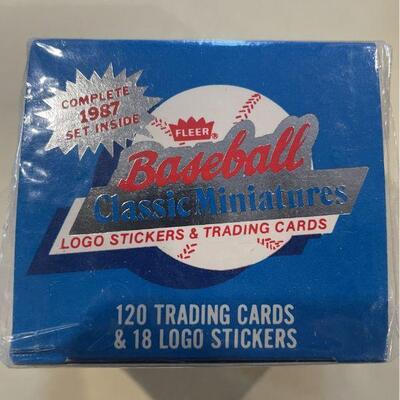 COMPLETE
1987
SET INSIDE
FLEER®
Baseball
Classic Miniatures
LOGO STICKERS & TRADING CARDS
120 TRADING CARDS
& 18 LOGO STICKERS